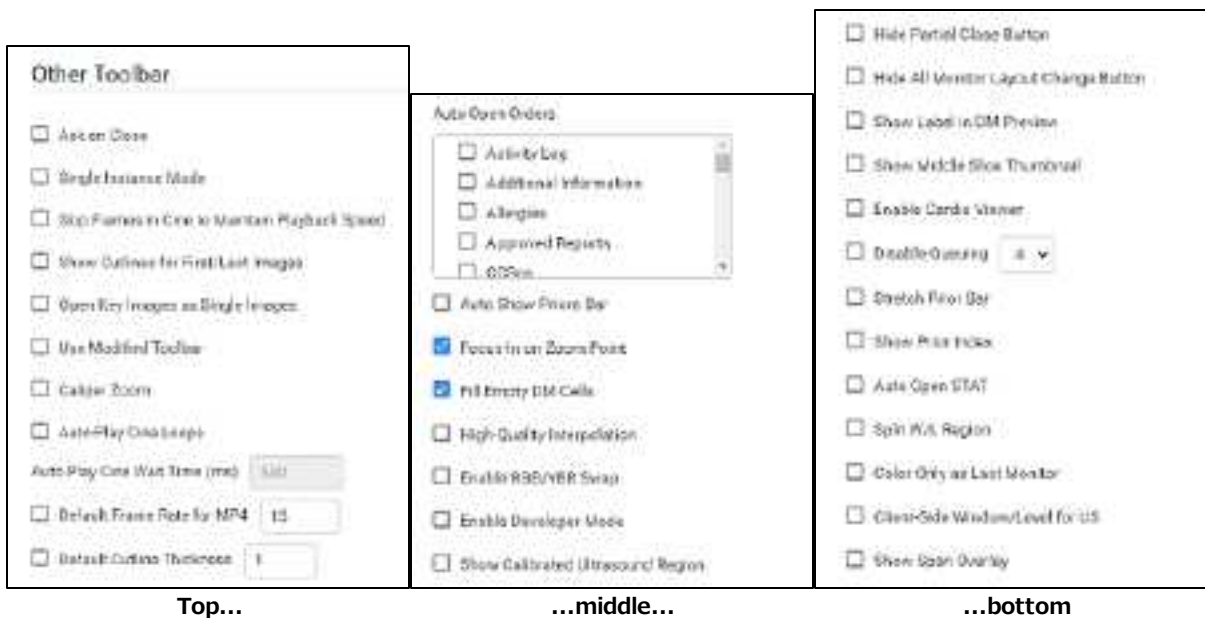 Other Toolbar
Ask on Close
Single Instance Mode
Skip Frames in Cine to Maintain Playback Speed
Show Outlines for First/Last Images
Open Key Images as Single Images
Use Modified Toolbar
Caliper Zoom
Auto-Play Cine Loops
Auto-Play Cine Wait Time (ms)
Default Frame Rate for MP4 15
Default Cutline Thickness 1
Top...
Auto Open Orders
Activity Log
Additional Information
Allergies
Approved Reports
Auto Show Priors Bar
Focus In on Zoom Point
Fill Empty DM Cells
High Quality Interpolation
Enable RGB/YBR Swap
Enable Developer Mode
Show Calibrated Ultrasound Region
...middle...
Hide Partial Close Button
Hide All Monitor Layout Change Button
Show Label in DM Preview
Show Middle Slice Thumbnail
Enable Cardio Viewer
Disable Queuing
Stretch Prior Bar
Show Prior Index
Auto Open STAT
Spin W/L Region
Color Only as Last Monitor
Client-Side Window/Level for US
Show Span Overlay
...bottom